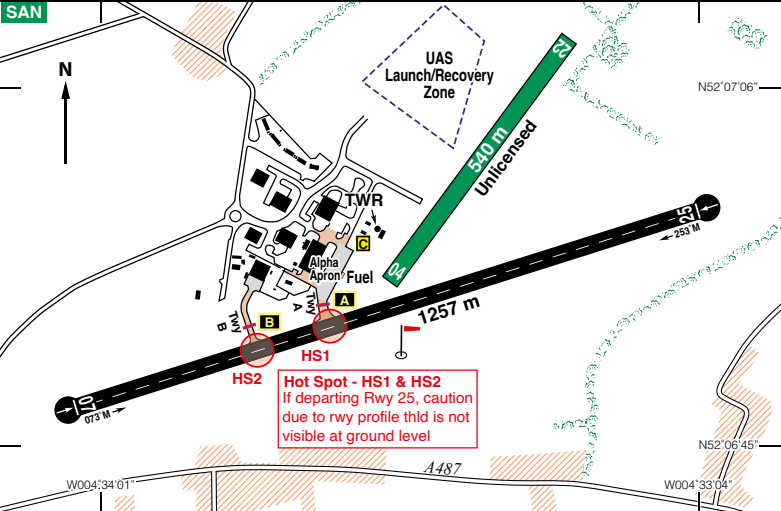 SAN
N
UAS
Launch/Recovery
Zone
22
540 m
Unlicensed
04
N52°07'06"
TWR
C
25
253°M
Alpha
Apron
Fuel
Twy
A
A
1257 m
Twy
B
B
HS1
HS2
07
073°M
Hot Spot - HS1 & HS2
If departing Rwy 25, caution
due to rwy profile thld is not
visible at ground level
N52°06'45"
A487
W004°34'01"
W004°33'04"